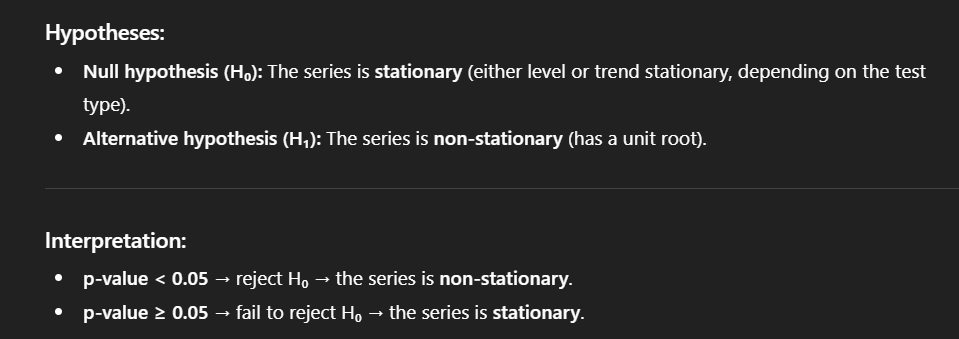 Hypotheses:
• Null hypothesis (H₀): The series is stationary (either level or trend stationary, depending on the test
type).
• Alternative hypothesis (H₁): The series is non-stationary (has a unit root).
Interpretation:
• p-value < 0.05 → reject H₀ → the series is non-stationary.
• p-value ≥ 0.05 → fail to reject H₀ → the series is stationary.